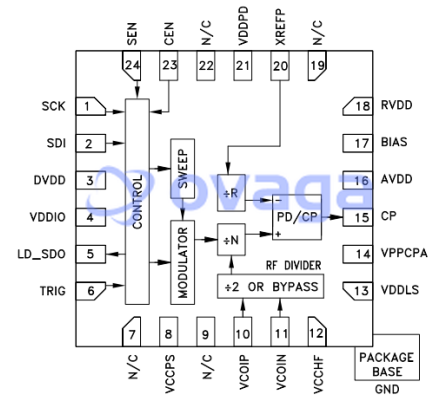 SEN
CEN
N/C
VDDPD
XREFP
N/C
24
23
22
21
20
19
SCK 1
18 RVDD
SDI 2
17 BIAS
DVDD 3
16 AVDD
VDDIO 4
15 CP
LD_SDO 5
14 VPPCPA
TRIG 6
13 VDDLS
CONTROL
SWEEP
MODULATOR
÷R
÷N
−
PD/CP
+
RF DIVIDER
÷2 OR BYPASS
ovaga
7
8
9
10
11
12
N/C
VCCPS
N/C
VCOIP
VCOIN
VCCHF
PACKAGE
BASE
GND